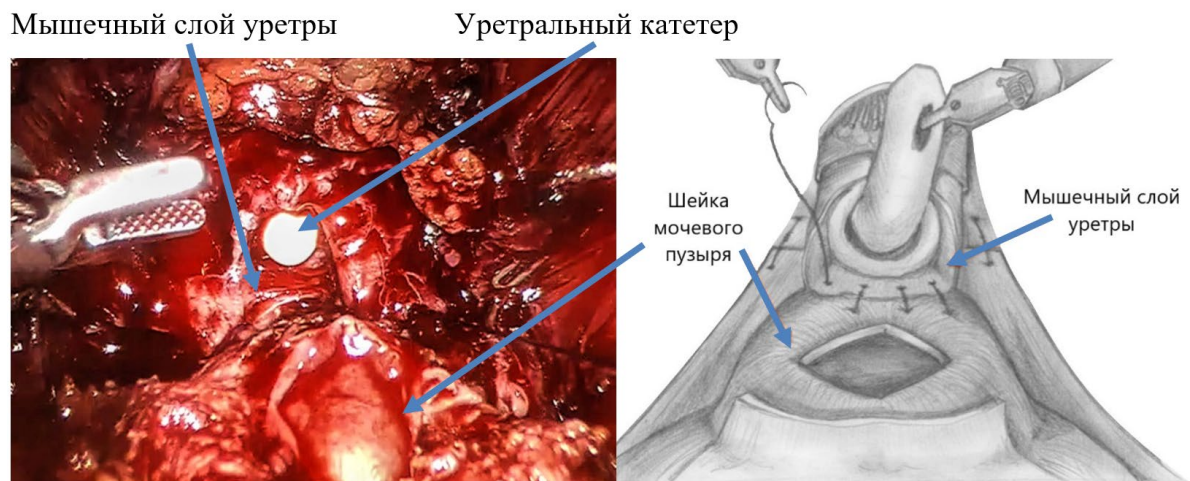 Мышечный слой уретры
Уретральный катетер
Шейка
мочевого
пузыря
Мышечный слой
уретры